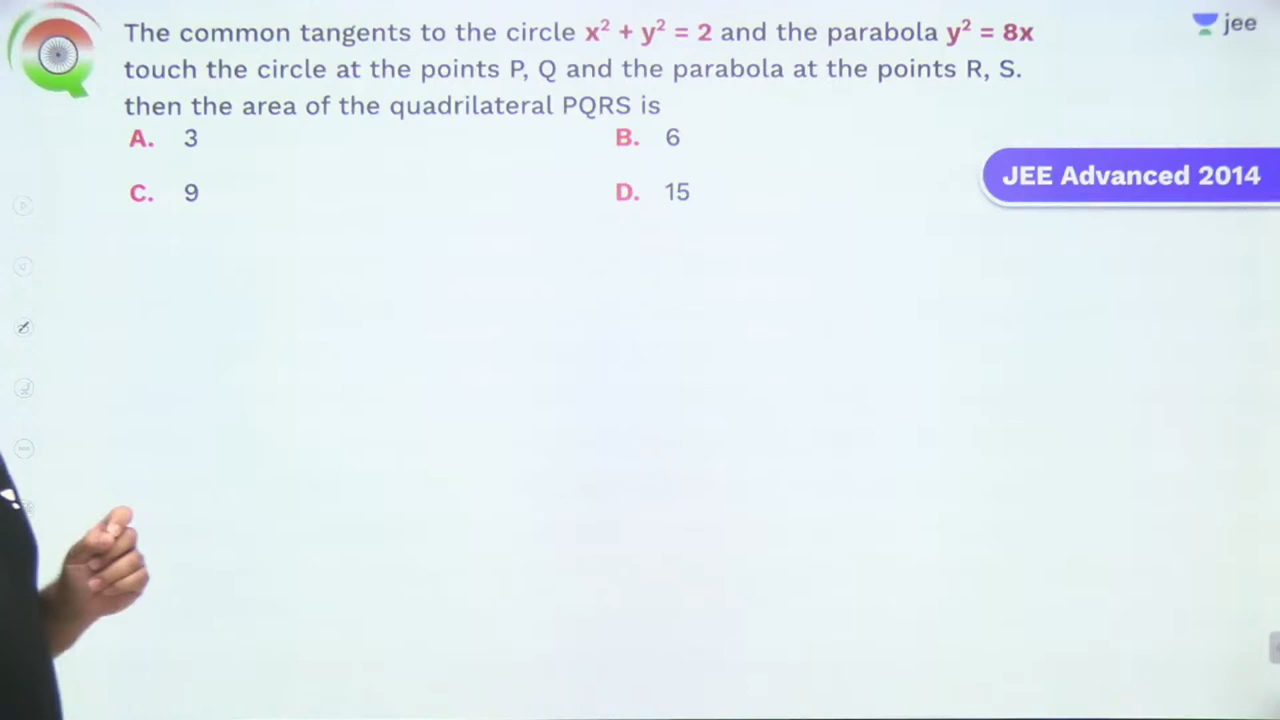 The common tangents to the circle x² + y² = 2 and the parabola y² = 8x
touch the circle at the points P, Q and the parabola at the points R, S.
then the area of the quadrilateral PQRS is
A. 3
B. 6
C. 9
D. 15
JEE Advanced 2014
jee